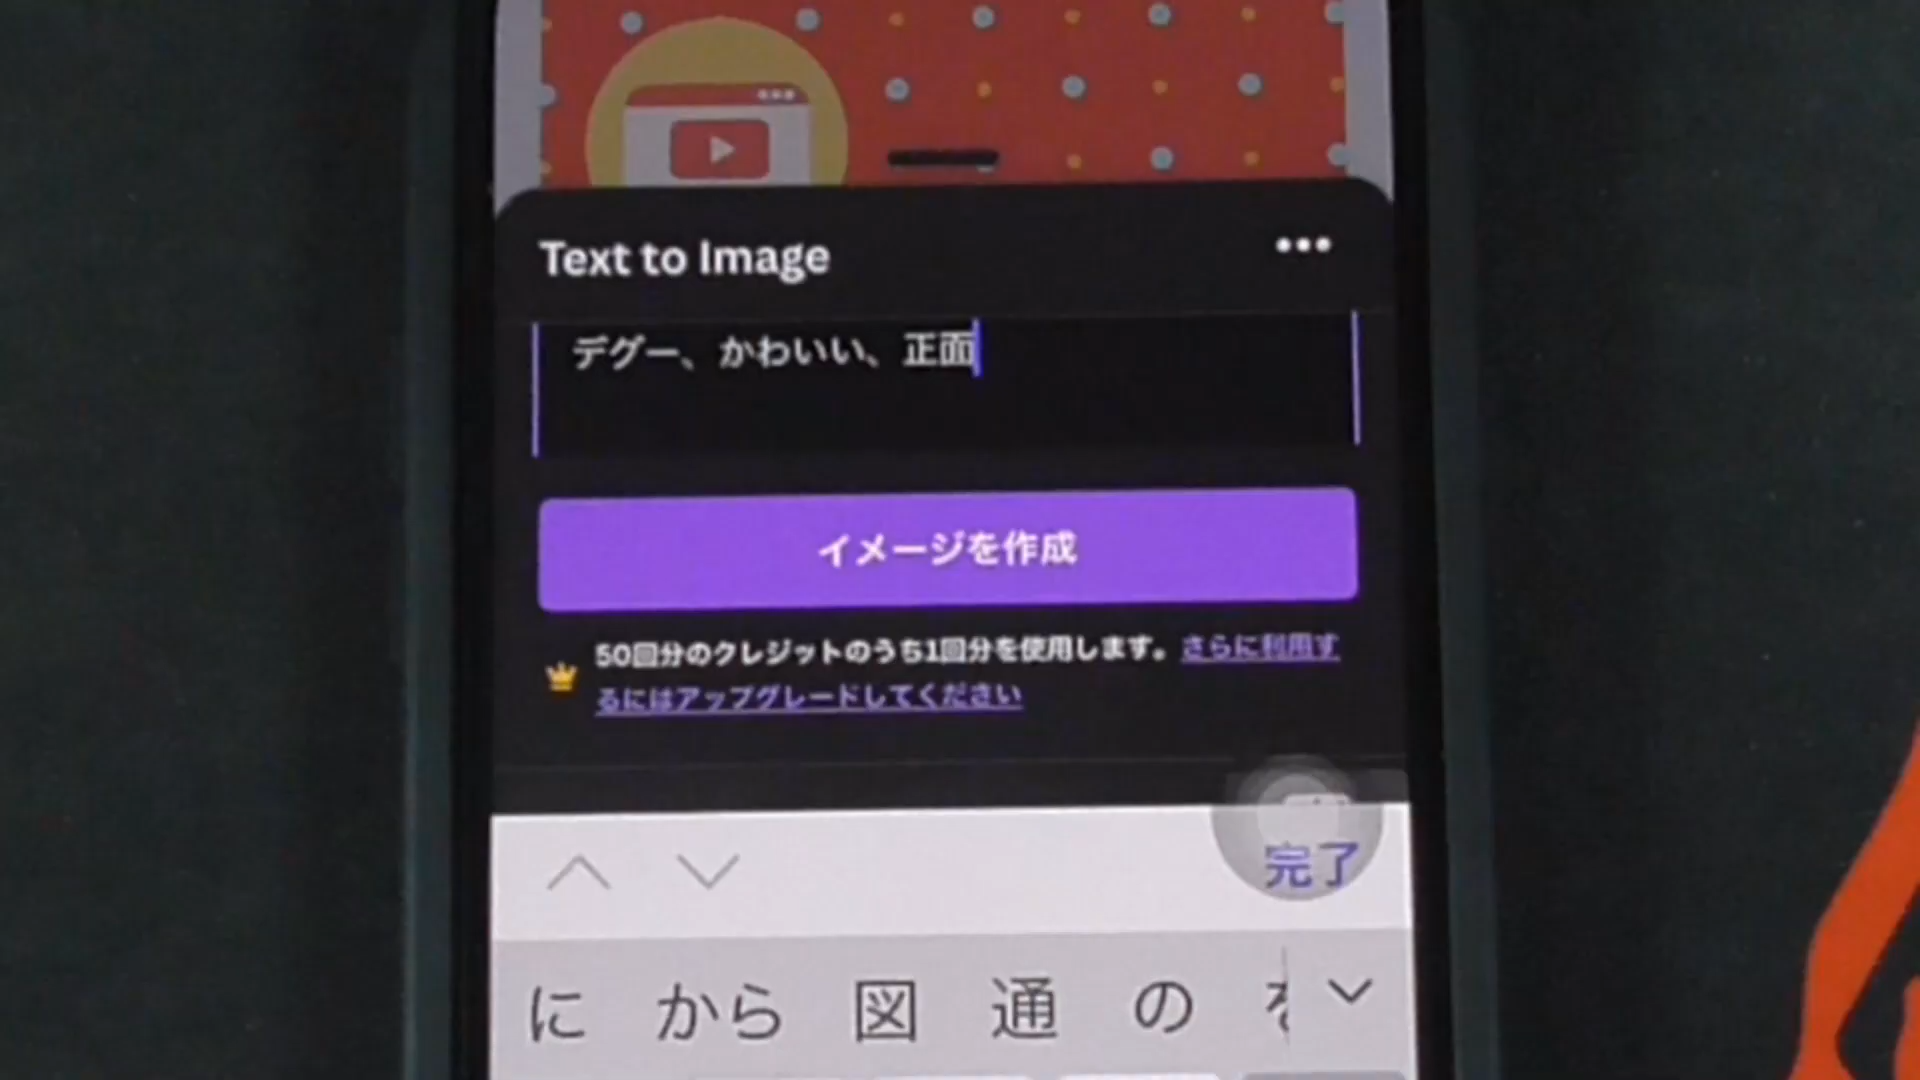 Text to Image
デグー、かわいい、正面
イメージを作成
50回分のクレジットのうち1回分を使用します。さらに利用す
るにはアップグレードしてください
完了
に から 図 通 の